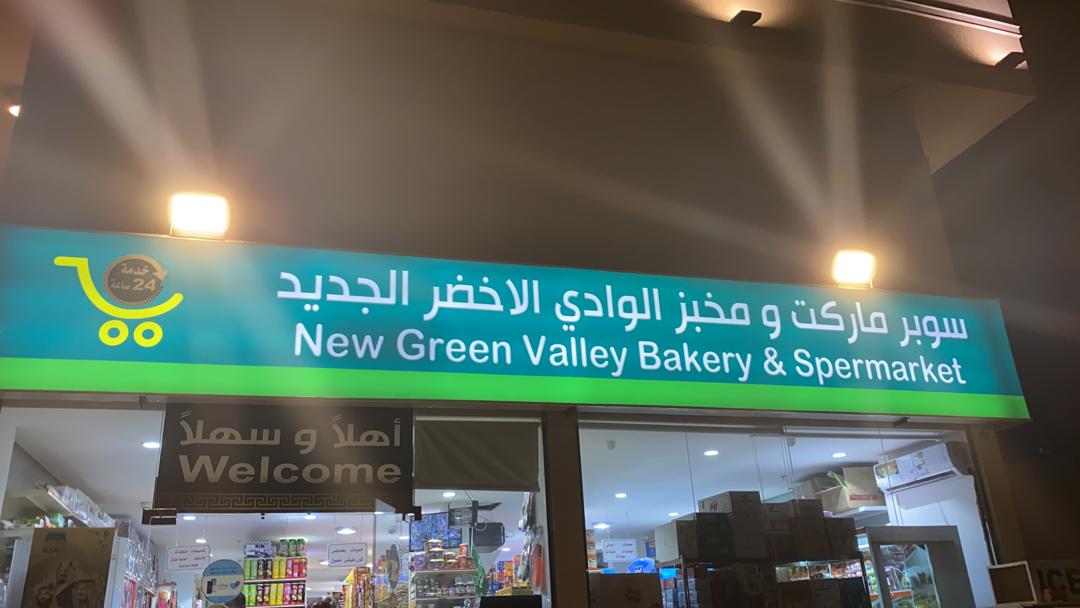 خدمة
24 ساعة
سوبر ماركت و مخبز الوادي الاخضر الجديد
New Green Valley Bakery & Spermarket
أهلاً و سهلاً
Welcome